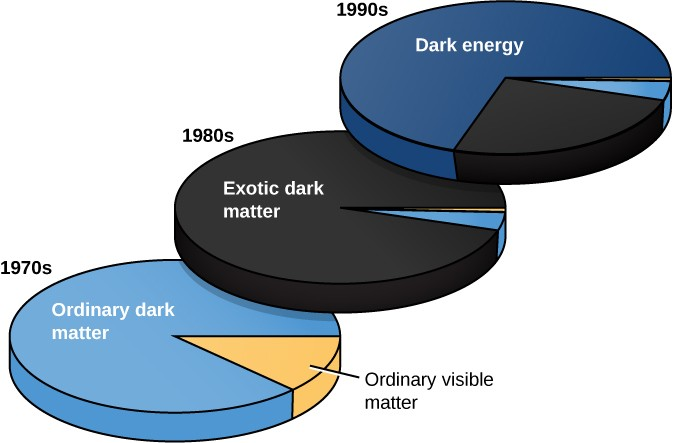 1990s
Dark energy
1980s
Exotic dark
matter
1970s
Ordinary dark
matter
Ordinary visible
matter